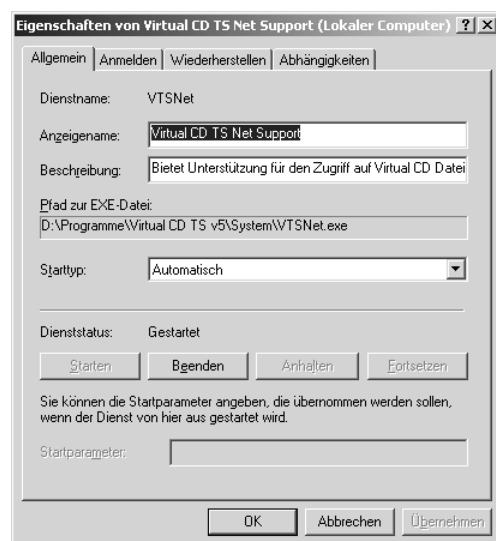 Eigenschaften von Virtual CD TS Net Support (Lokaler Computer)
Allgemein Anmelden Wiederherstellen Abhängigkeiten
Dienstname: VTSNet
Anzeigename: Virtual CD TS Net Support
Beschreibung: Bietet Unterstützung für den Zugriff auf Virtual CD Datei
Pfad zur EXE-Datei:
D:\Programme\Virtual CD TS v5\System\VTSNet.exe
Starttyp: Automatisch
Dienststatus: Gestartet
Starten Beenden Anhalten Fortsetzen
Sie können die Startparameter angeben, die übernommen werden sollen,
wenn der Dienst von hier aus gestartet wird.
Startparameter:
OK Abbrechen Übernehmen